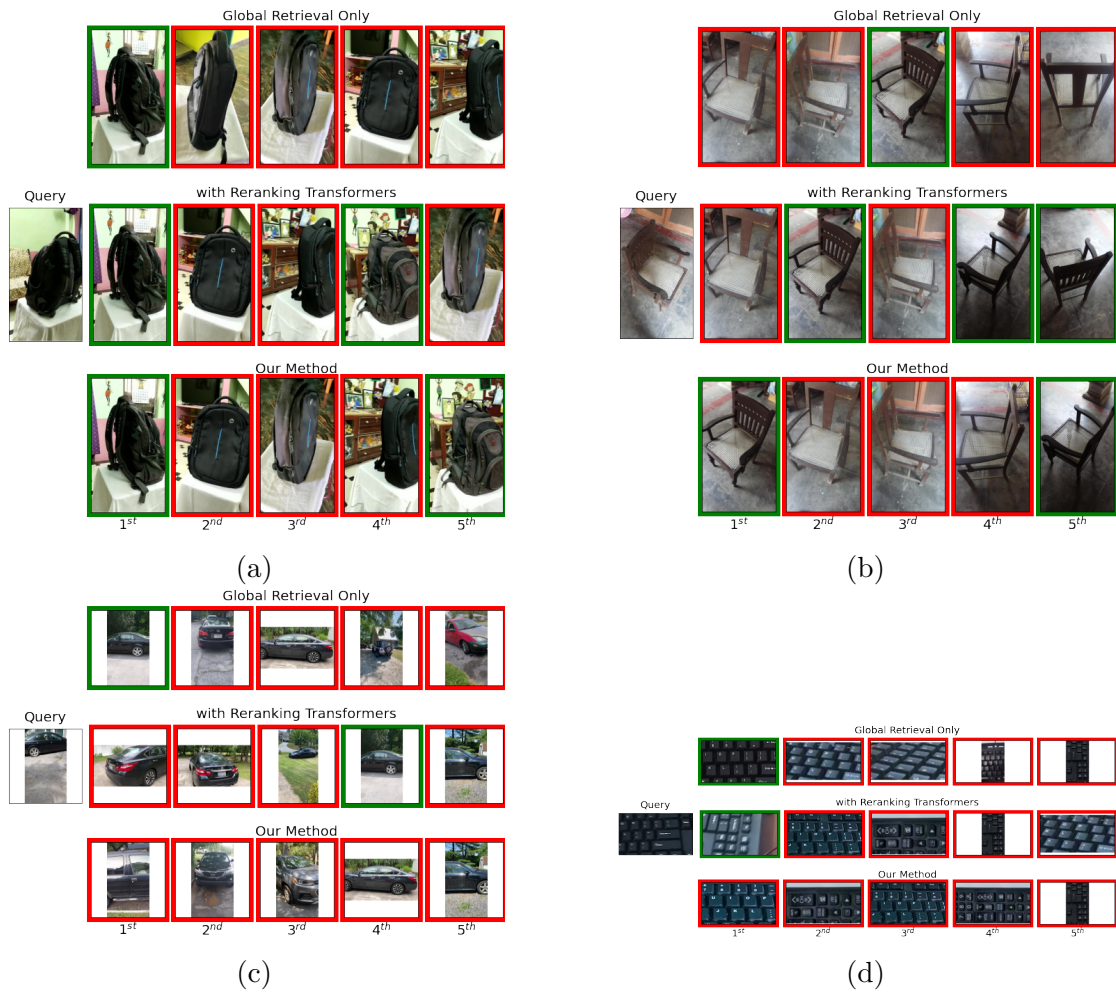 Global Retrieval Only
with Reranking Transformers
Query
Our Method
1st 2nd 3rd 4th 5th
(a)
Global Retrieval Only
with Reranking Transformers
Query
Our Method
1st 2nd 3rd 4th 5th
(b)
Global Retrieval Only
with Reranking Transformers
Query
Our Method
1st 2nd 3rd 4th 5th
(c)
Global Retrieval Only
with Reranking Transformers
Query
Our Method
1st 2nd 3rd 4th 5th
(d)